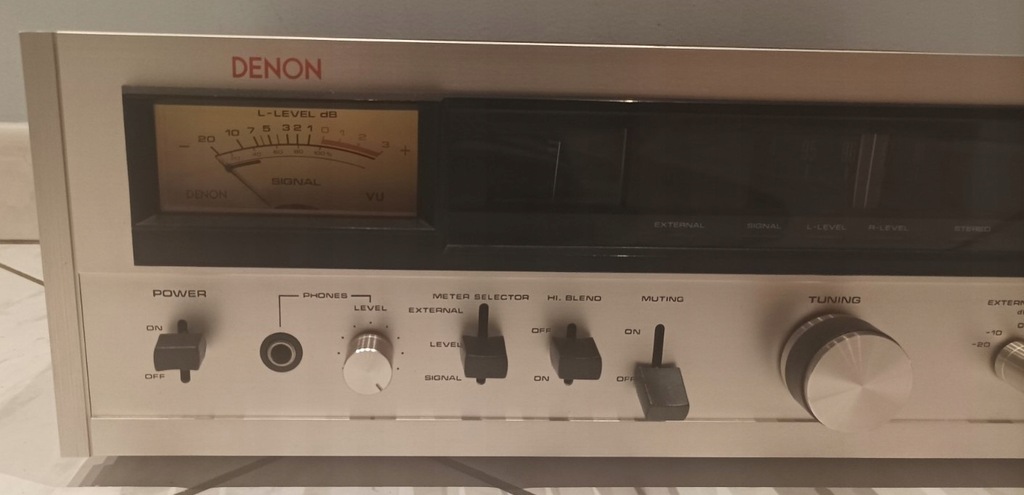 DENON
L-LEVEL dB
- 20 10 7 5 3 2 1 0 1 2 3 +
SIGNAL
DENON VU
EXTERNAL SIGNAL L-LEVEL R-LEVEL STEREO
POWER
ON
OFF
PHONES
LEVEL
METER SELECTOR
EXTERNAL
LEVEL
SIGNAL
HI. BLEND
OFF
ON
MUTING
ON
OFF
TUNING
-10
-20